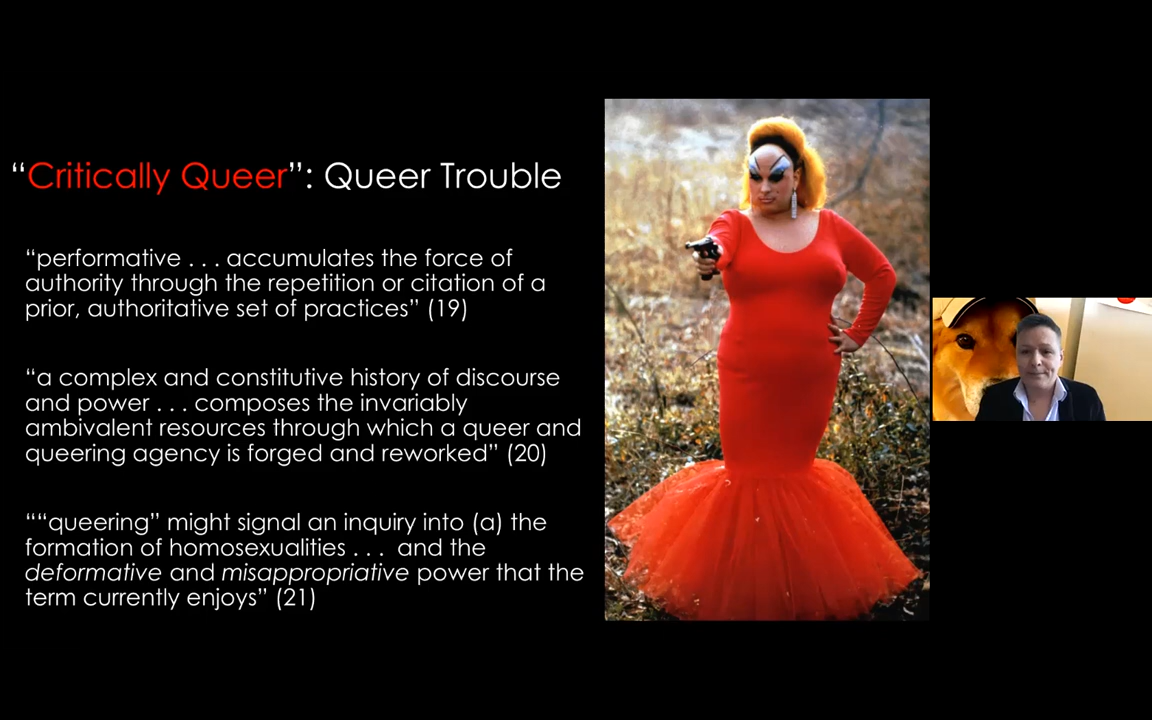 “Critically Queer”: Queer Trouble
“performative . . . accumulates the force of
authority through the repetition or citation of a
prior, authoritative set of practices” (19)
“a complex and constitutive history of discourse
and power . . . composes the invariably
ambivalent resources through which a queer and
queering agency is forged and reworked” (20)
““queering” might signal an inquiry into (a) the
formation of homosexualities . . . and the
deformative and misappropriative power that the
term currently enjoys” (21)